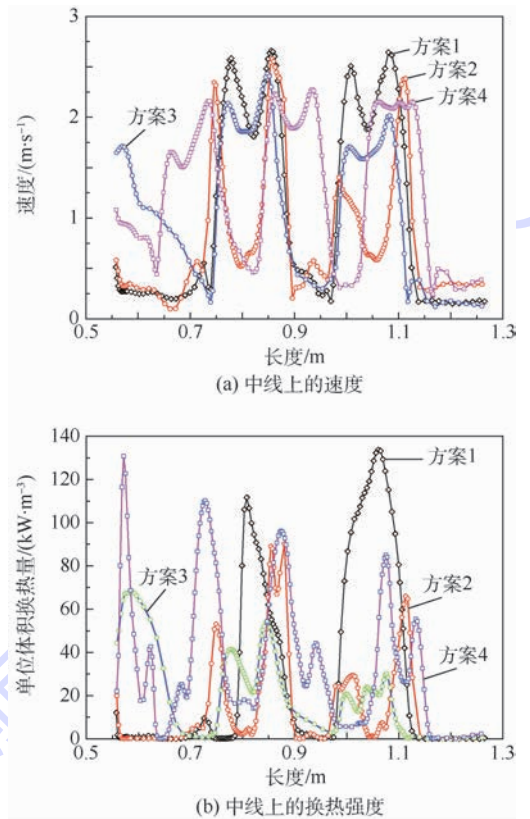 3
2
1
0
0.5
0.7
0.9
1.1
1.3
速度/(m·s⁻¹)
长度/m
方案1
方案2
方案4
方案3
(a) 中线上的速度
140
120
100
80
60
40
20
0
0.5
0.7
0.9
1.1
1.3
单位体积换热量/(kW·m⁻³)
长度/m
方案1
方案3
方案2
方案4
(b) 中线上的换热强度